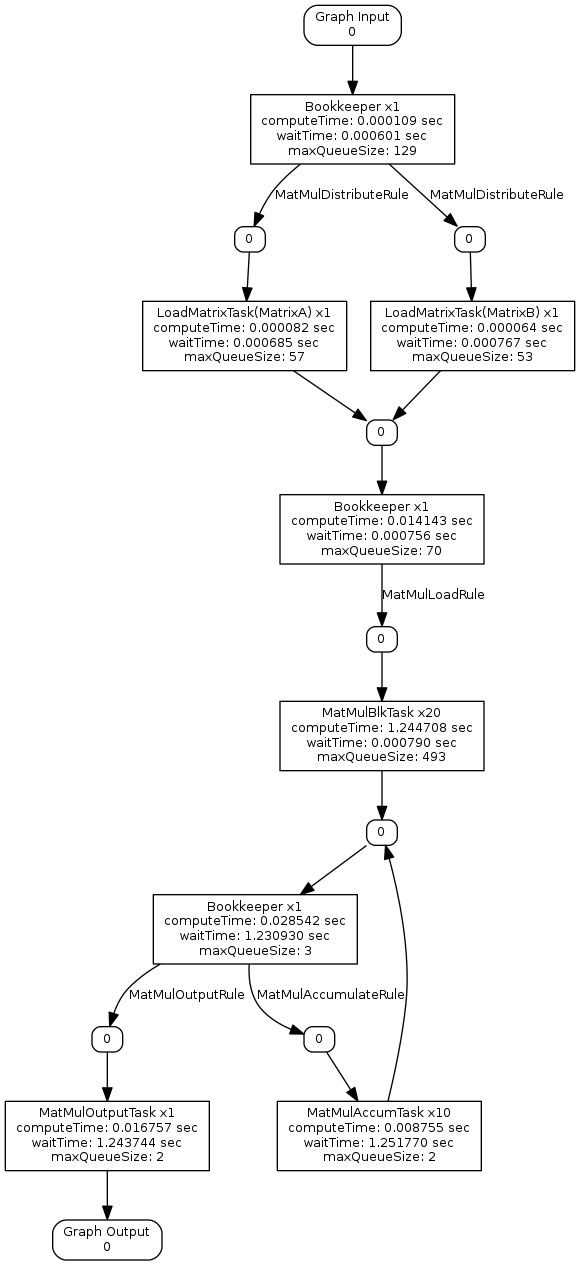 Graph Input
0
Bookkeeper x1
computeTime: 0.000109 sec
waitTime: 0.000601 sec
maxQueueSize: 129
MatMulDistributeRule
MatMulDistributeRule
0
0
LoadMatrixTask(MatrixA) x1
computeTime: 0.000082 sec
waitTime: 0.000685 sec
maxQueueSize: 57
LoadMatrixTask(MatrixB) x1
computeTime: 0.000064 sec
waitTime: 0.000767 sec
maxQueueSize: 53
0
Bookkeeper x1
computeTime: 0.014143 sec
waitTime: 0.000756 sec
maxQueueSize: 70
MatMulLoadRule
0
MatMulBlkTask x20
computeTime: 1.244708 sec
waitTime: 0.000790 sec
maxQueueSize: 493
0
Bookkeeper x1
computeTime: 0.028542 sec
waitTime: 1.230930 sec
maxQueueSize: 3
MatMulOutputRule
MatMulAccumulateRule
0
0
MatMulOutputTask x1
computeTime: 0.016757 sec
waitTime: 1.243744 sec
maxQueueSize: 2
MatMulAccumTask x10
computeTime: 0.008755 sec
waitTime: 1.251770 sec
maxQueueSize: 2
Graph Output
0